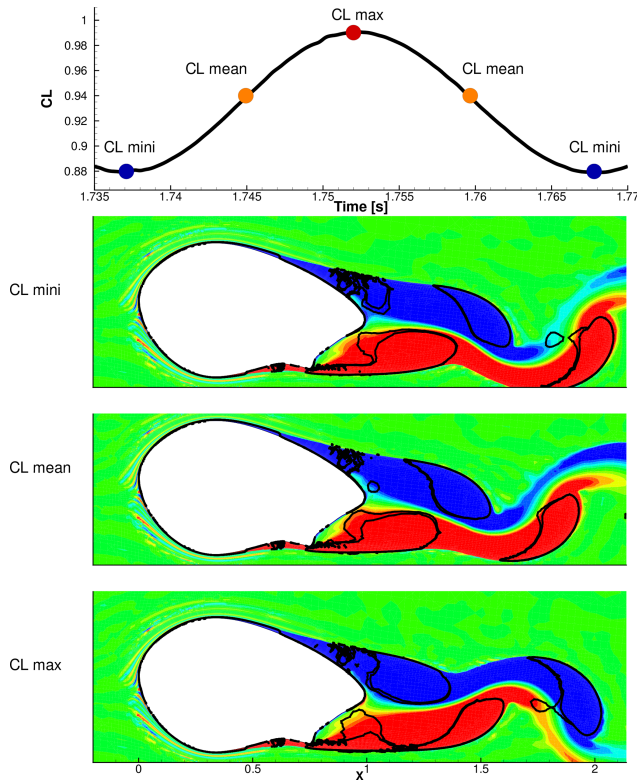 CL max
1
0.98
CL mean
CL mean
0.96
CL
0.94
0.92
0.9
CL mini
CL mini
0.88
1.735
1.74
1.745
1.75
1.755
1.76
1.765
1.77
Time [s]
CL mini
CL mean
CL max
0
0.5
1
1.5
2
x